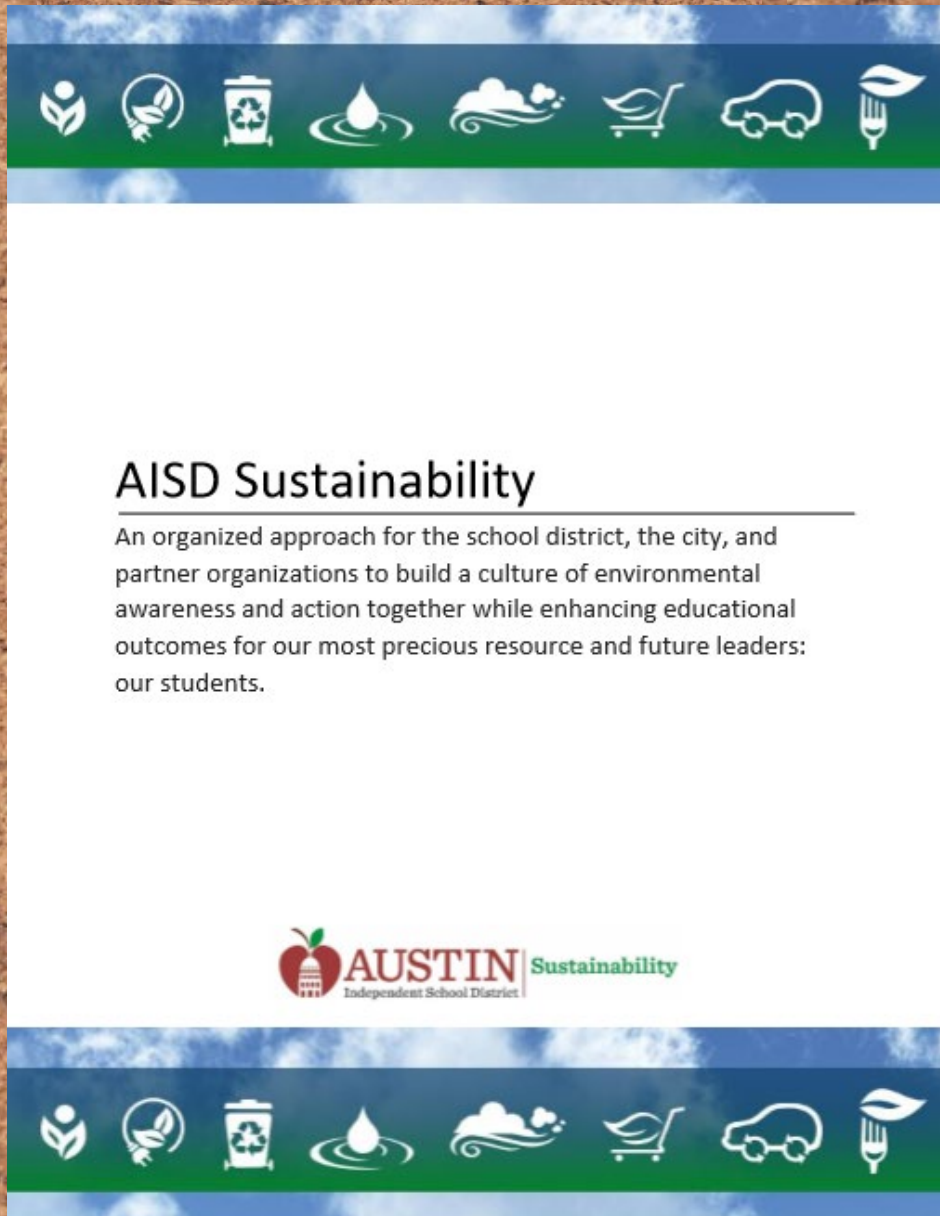 AISD Sustainability
An organized approach for the school district, the city, and
partner organizations to build a culture of environmental
awareness and action together while enhancing educational
outcomes for our most precious resource and future leaders:
our students.
AUSTIN
Independent School District
Sustainability